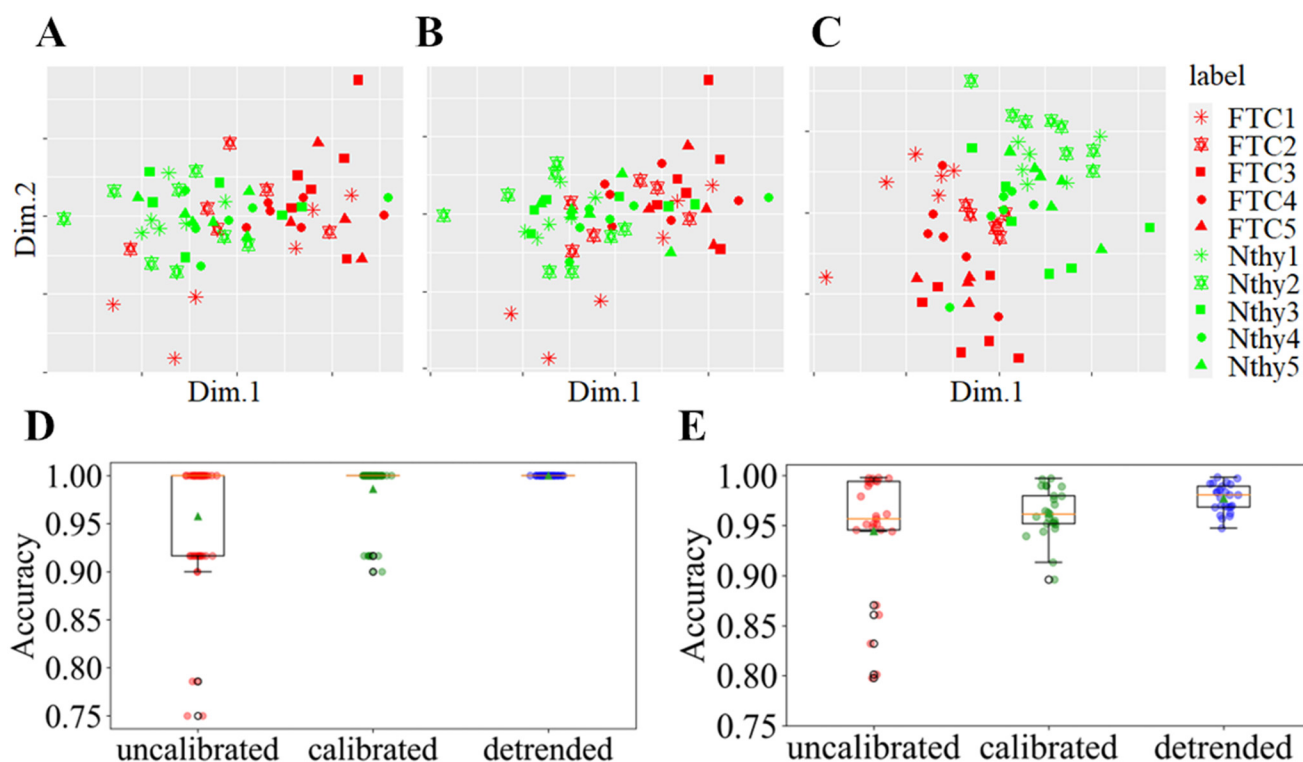 A
B
C
Dim.2
Dim.1
Dim.1
Dim.1
label
FTC1
FTC2
FTC3
FTC4
FTC5
Nthy1
Nthy2
Nthy3
Nthy4
Nthy5
D
Accuracy
1.00
0.95
0.90
0.85
0.80
0.75
uncalibrated calibrated detrended
E
Accuracy
1.00
0.95
0.90
0.85
0.80
0.75
uncalibrated calibrated detrended